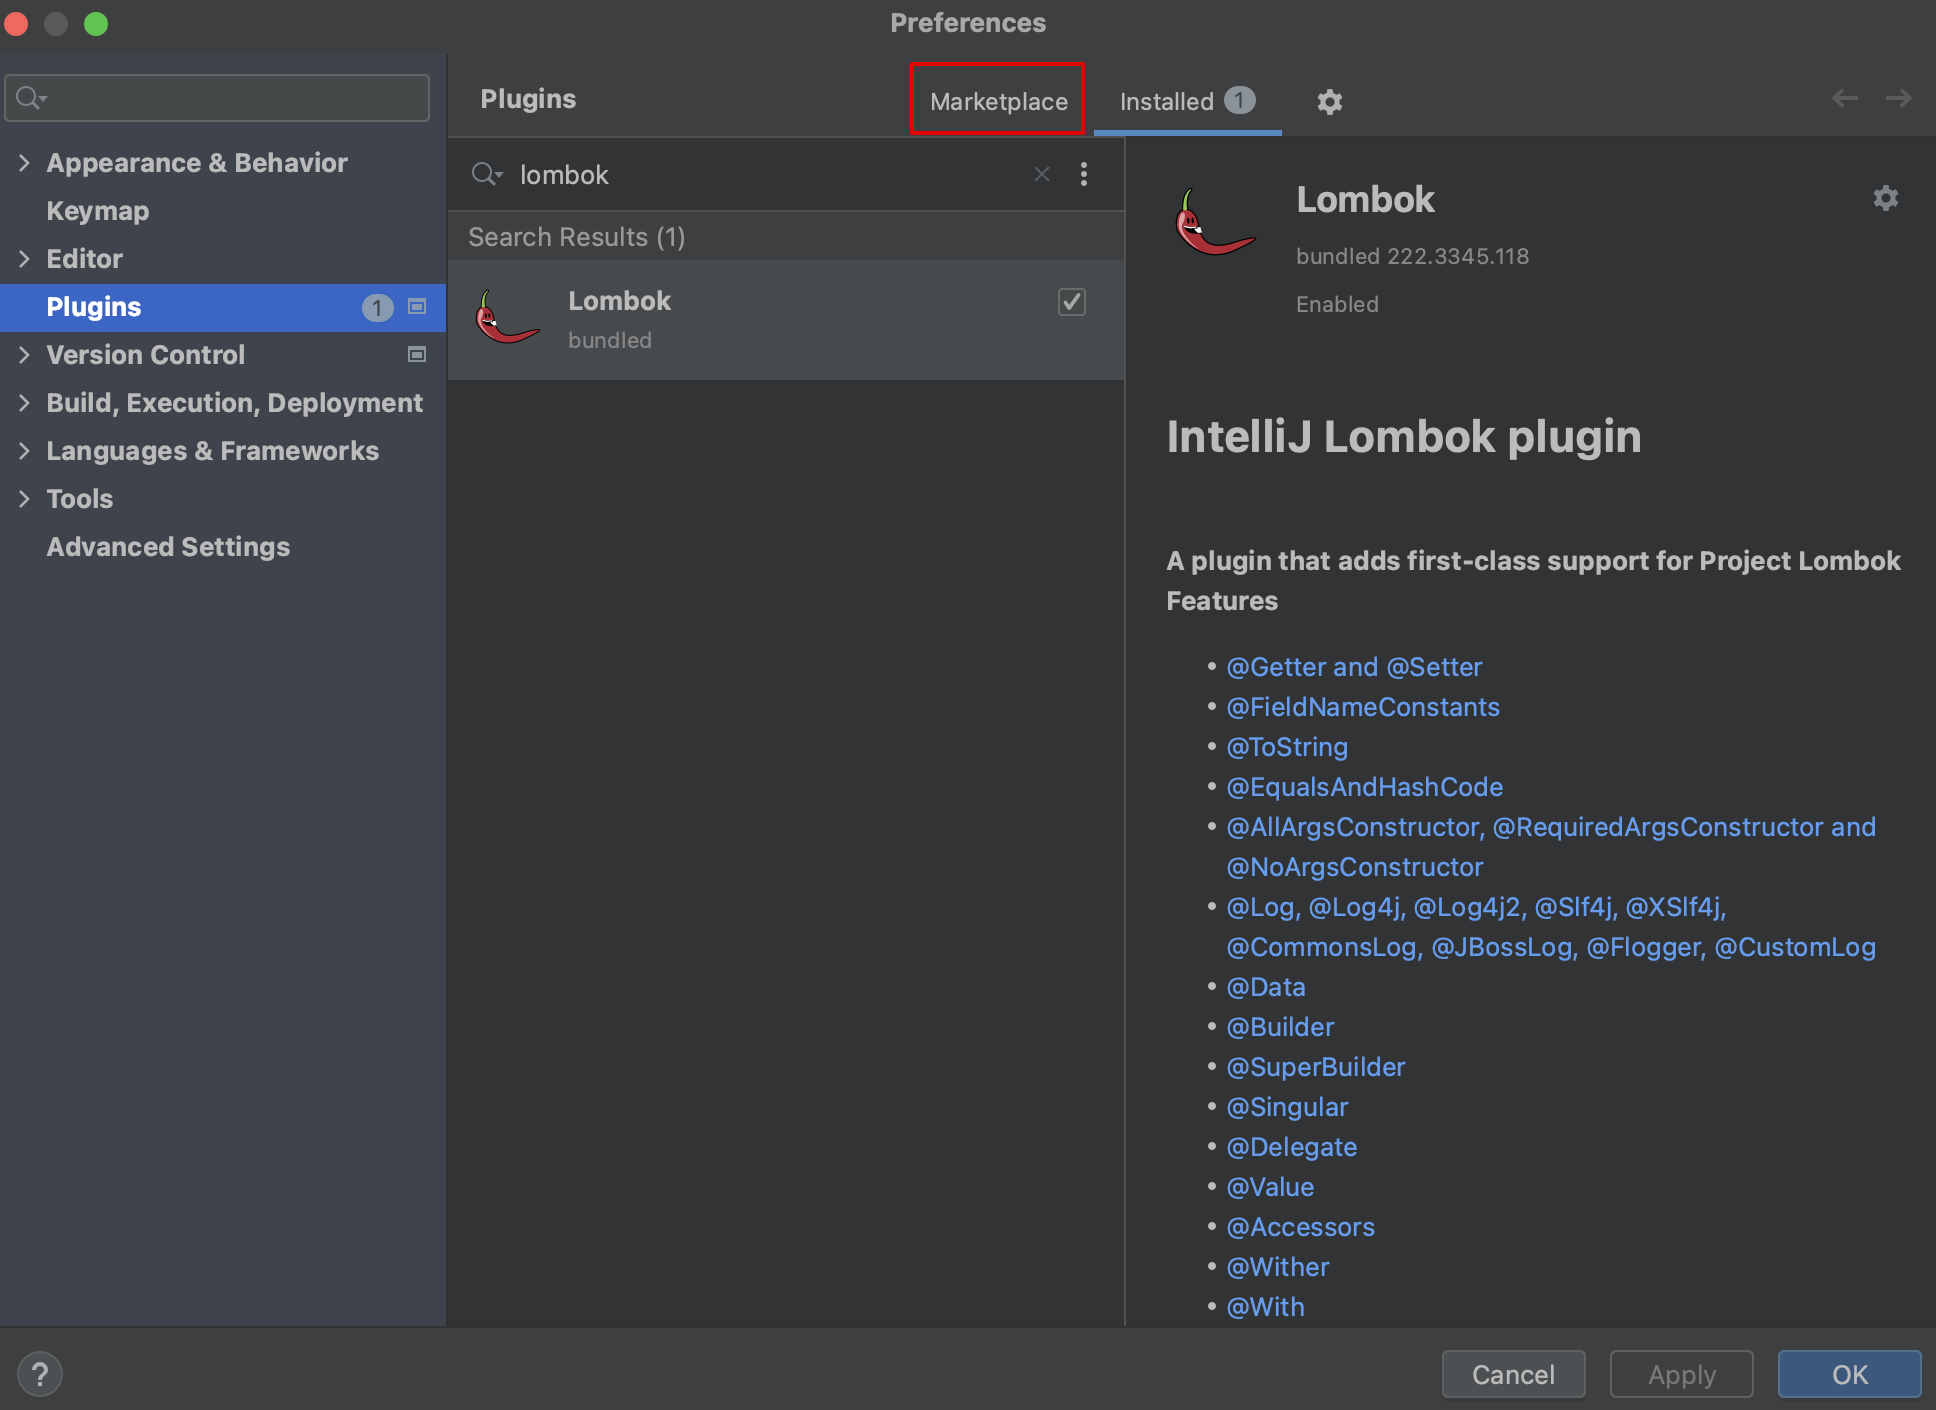 Preferences
Plugins
Marketplace
Installed 1
Appearance & Behavior
Keymap
Editor
Plugins 1
Version Control
Build, Execution, Deployment
Languages & Frameworks
Tools
Advanced Settings
lombok
Search Results (1)
Lombok
bundled
Lombok
bundled 222.3345.118
Enabled
IntelliJ Lombok plugin
A plugin that adds first-class support for Project Lombok
Features
• @Getter and @Setter
• @FieldNameConstants
• @ToString
• @EqualsAndHashCode
• @AllArgsConstructor, @RequiredArgsConstructor and
@NoArgsConstructor
• @Log, @Log4j, @Log4j2, @Slf4j, @XSlf4j,
@CommonsLog, @JBossLog, @Flogger, @CustomLog
• @Data
• @Builder
• @SuperBuilder
• @Singular
• @Delegate
• @Value
• @Accessors
• @Wither
• @With
?
Cancel
Apply
OK